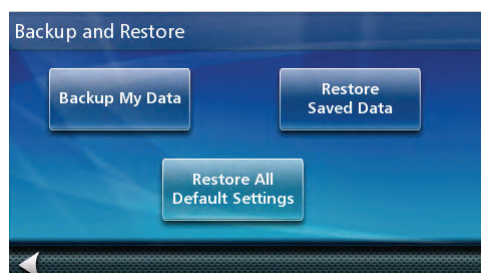 Backup and Restore
Backup My Data
Restore
Saved Data
Restore All
Default Settings